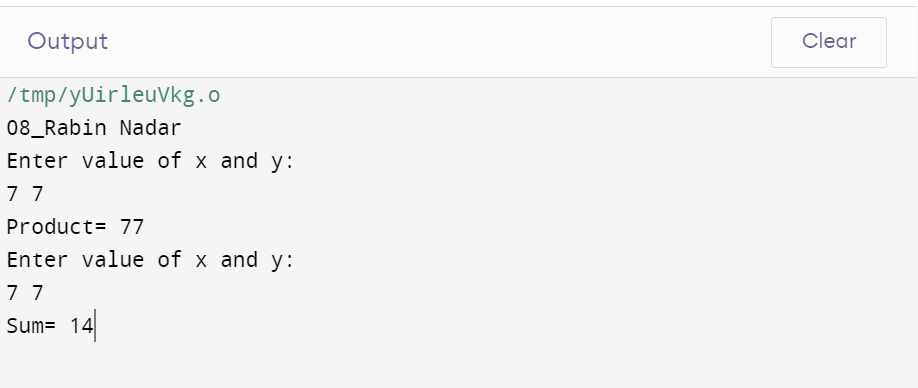 Output
Clear
/tmp/yUirleuVkg.o
08_Rabin Nadar
Enter value of x and y:
7 7
Product= 77
Enter value of x and y:
7 7
Sum= 14